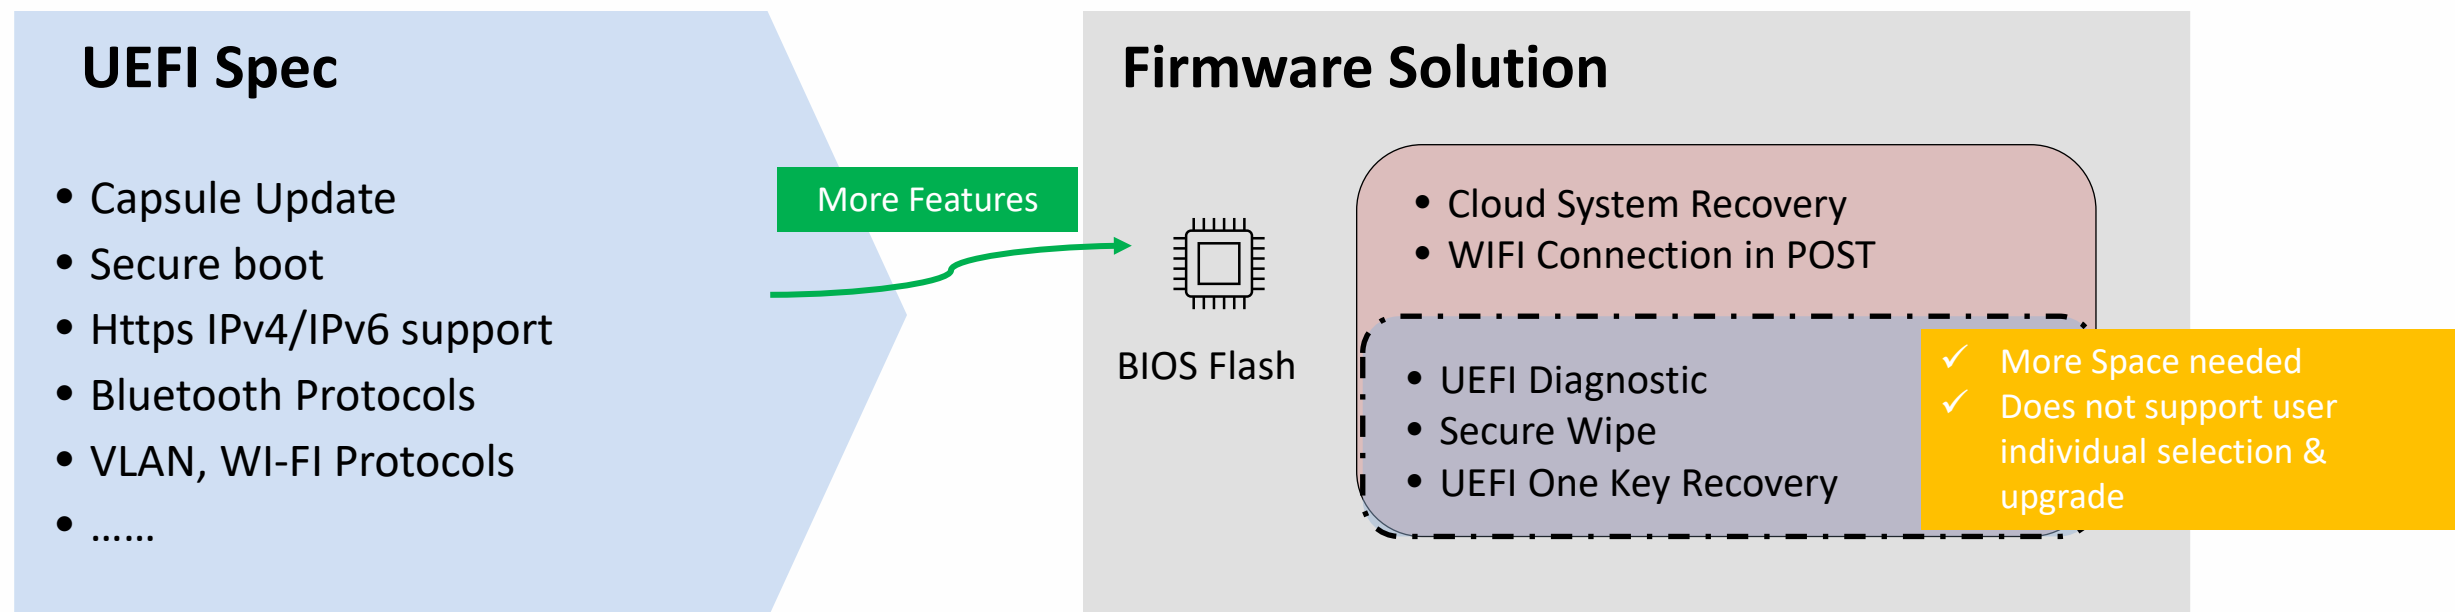 UEFI Spec
• Capsule Update
• Secure boot
• Https IPv4/IPv6 support
• Bluetooth Protocols
• VLAN, WI-FI Protocols
• ……
More Features
Firmware Solution
BIOS Flash
• Cloud System Recovery
• WIFI Connection in POST
• UEFI Diagnostic
• Secure Wipe
• UEFI One Key Recovery
✓ More Space needed
✓ Does not support user
individual selection &
upgrade